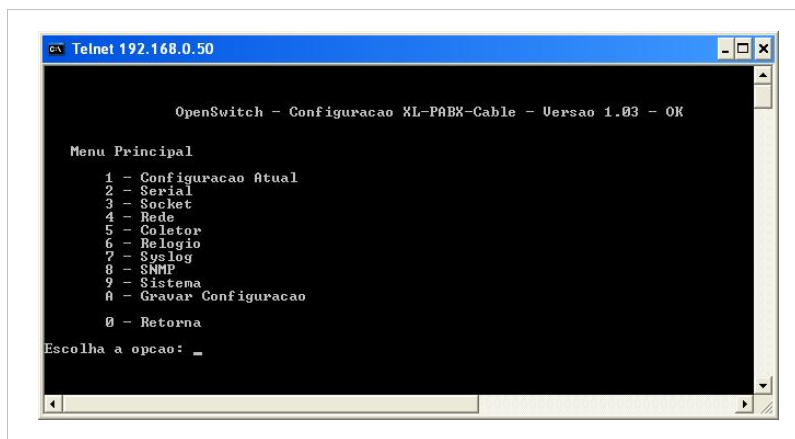 Telnet 192.168.0.50
OpenSwitch - Configuracao XL-PABX-Cable - Versao 1.03 - OK
Menu Principal
1 - Configuracao Atual
2 - Serial
3 - Socket
4 - Rede
5 - Coletor
6 - Relogio
7 - Syslog
8 - SNMP
9 - Sistema
A - Gravar Configuracao
0 - Retorna
Escolha a opcao: _